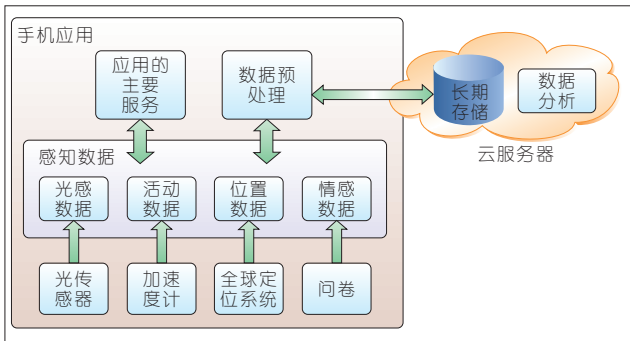 手机应用
应用的
主要
服务
数据预
处理
长期
存储
数据
分析
云服务器
感知数据
光感
数据
活动
数据
位置
数据
情感
数据
光传
感器
加速
度计
全球定
位系统
问卷